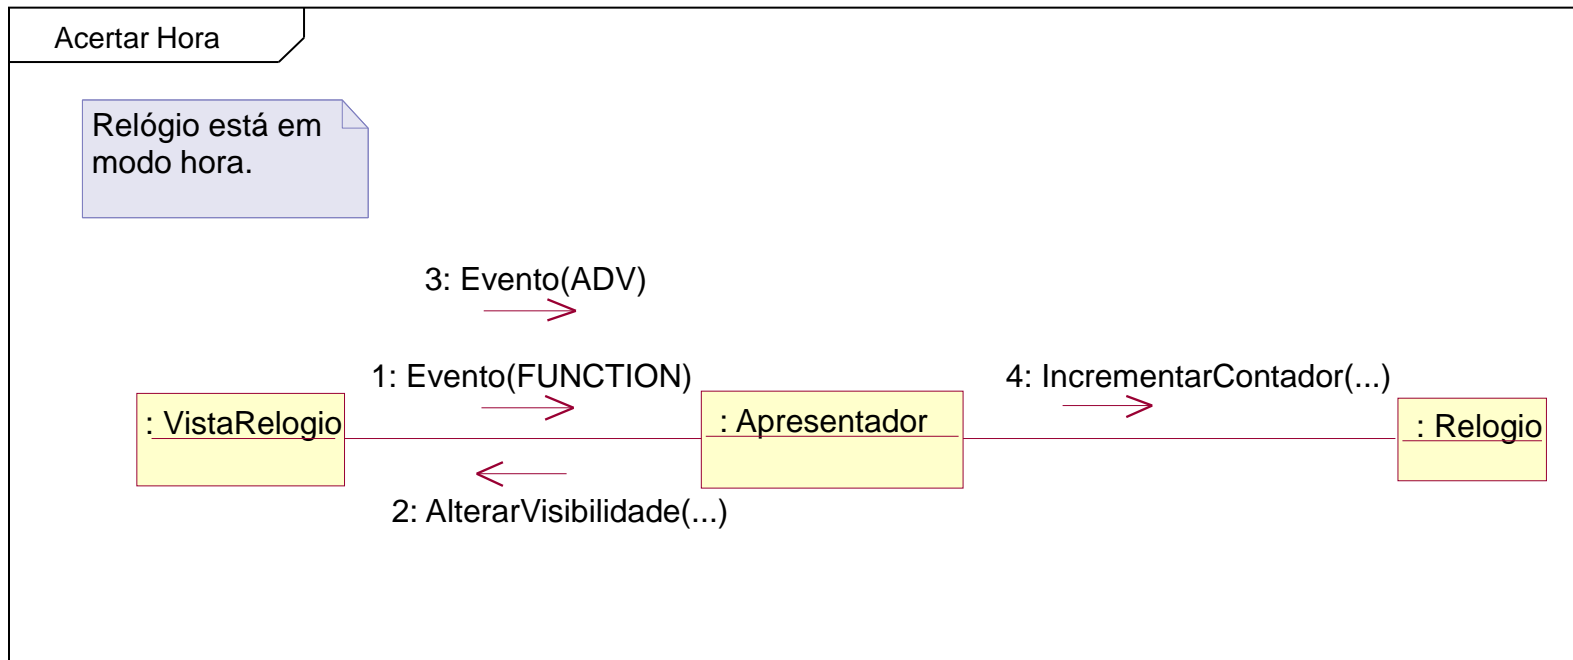 Acertar Hora
Relógio está em
modo hora.
3: Evento(ADV)
1: Evento(FUNCTION)
4: IncrementarContador(...)
: VistaRelogio
: Apresentador
: Relogio
2: AlterarVisibilidade(...)